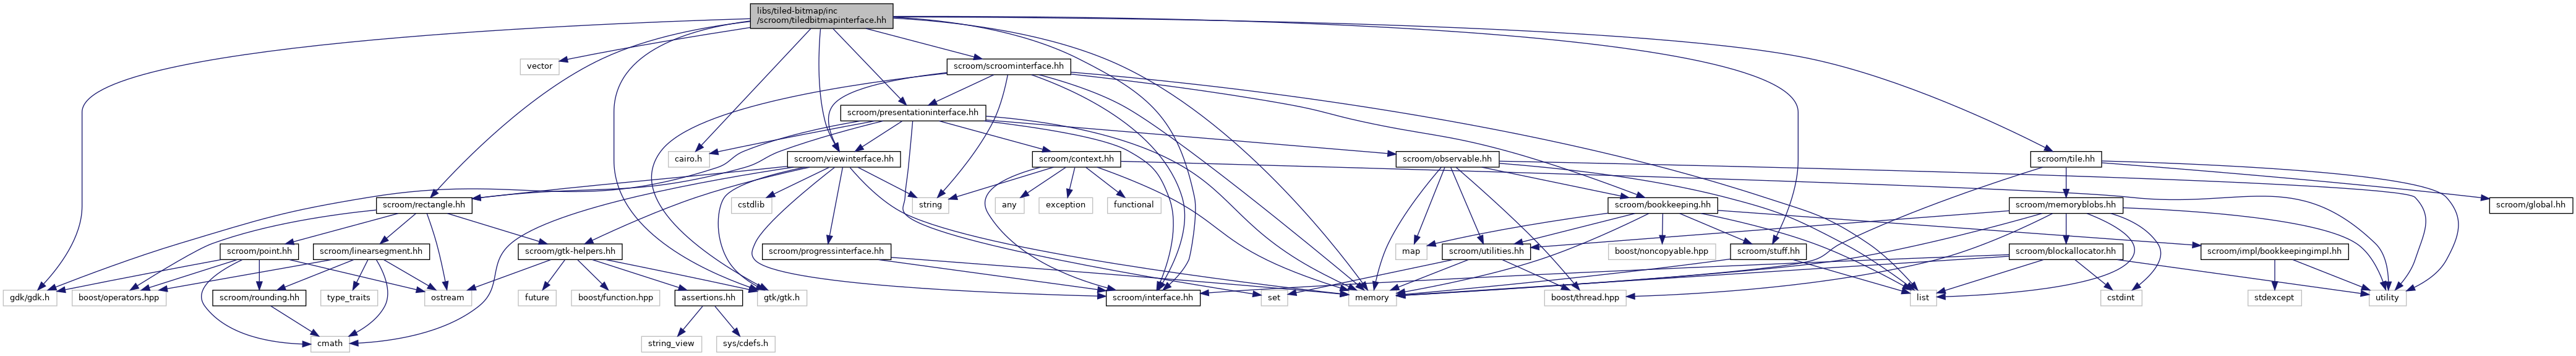 libs/tiled-bitmap/inc
/scroom/tiledbitmapinterface.hh
vector
scroom/scroominterface.hh
scroom/presentationinterface.hh
cairo.h
scroom/viewinterface.hh
scroom/context.hh
scroom/observable.hh
scroom/tile.hh
scroom/rectangle.hh
cstdlib
string
any
exception
functional
scroom/bookkeeping.hh
scroom/memoryblobs.hh
scroom/global.hh
scroom/point.hh
scroom/linearsegment.hh
scroom/gtk-helpers.hh
scroom/progressinterface.hh
map
scroom/utilities.hh
boost/noncopyable.hpp
scroom/stuff.hh
scroom/blockallocator.hh
scroom/impl/bookkeepingimpl.hh
gdk/gdk.h
boost/operators.hpp
scroom/rounding.hh
type_traits
ostream
future
boost/function.hpp
assertions.hh
gtk/gtk.h
scroom/interface.hh
set
memory
boost/thread.hpp
list
cstdint
stdexcept
utility
cmath
string_view
sys/cdefs.h